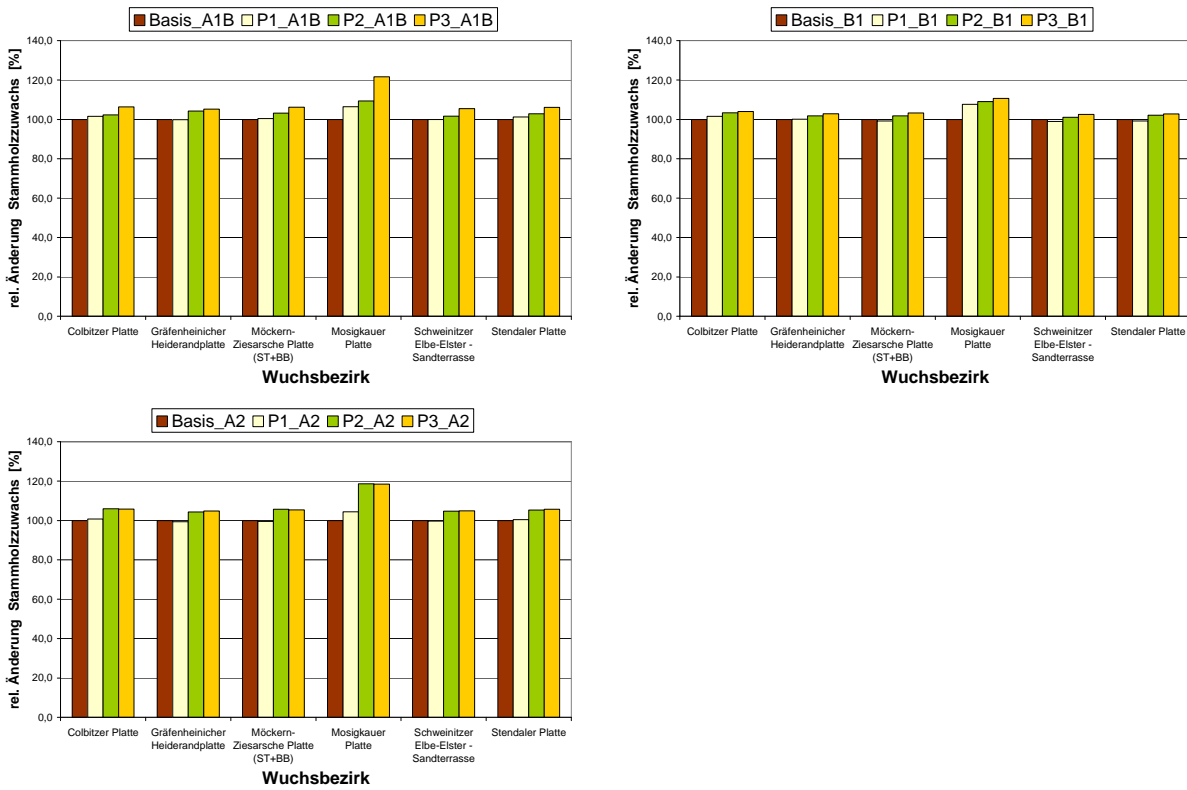 Basis_A1B P1_A1B P2_A1B P3_A1B
rel. Änderung Stammholzzuwachs [%]
140,0
120,0
100,0
80,0
60,0
40,0
20,0
0,0
Colbitzer Platte Gräfenheinicher Möckern- Mosigkauer Schweinitzer Stendaler Platte
Heiderandplatte Ziesarsche Platte Platte Elbe-Elster -
(ST+BB) Sandterrasse
Wuchsbezirk
Basis_B1 P1_B1 P2_B1 P3_B1
rel. Änderung Stammholzzuwachs [%]
140,0
120,0
100,0
80,0
60,0
40,0
20,0
0,0
Colbitzer Platte Gräfenheinicher Möckern- Mosigkauer Schweinitzer Stendaler Platte
Heiderandplatte Ziesarsche Platte Platte Elbe-Elster -
(ST+BB) Sandterrasse
Wuchsbezirk
Basis_A2 P1_A2 P2_A2 P3_A2
rel. Änderung Stammholzzuwachs [%]
140,0
120,0
100,0
80,0
60,0
40,0
20,0
0,0
Colbitzer Platte Gräfenheinicher Möckern- Mosigkauer Schweinitzer Stendaler Platte
Heiderandplatte Ziesarsche Platte Platte Elbe-Elster -
(ST+BB) Sandterrasse
Wuchsbezirk